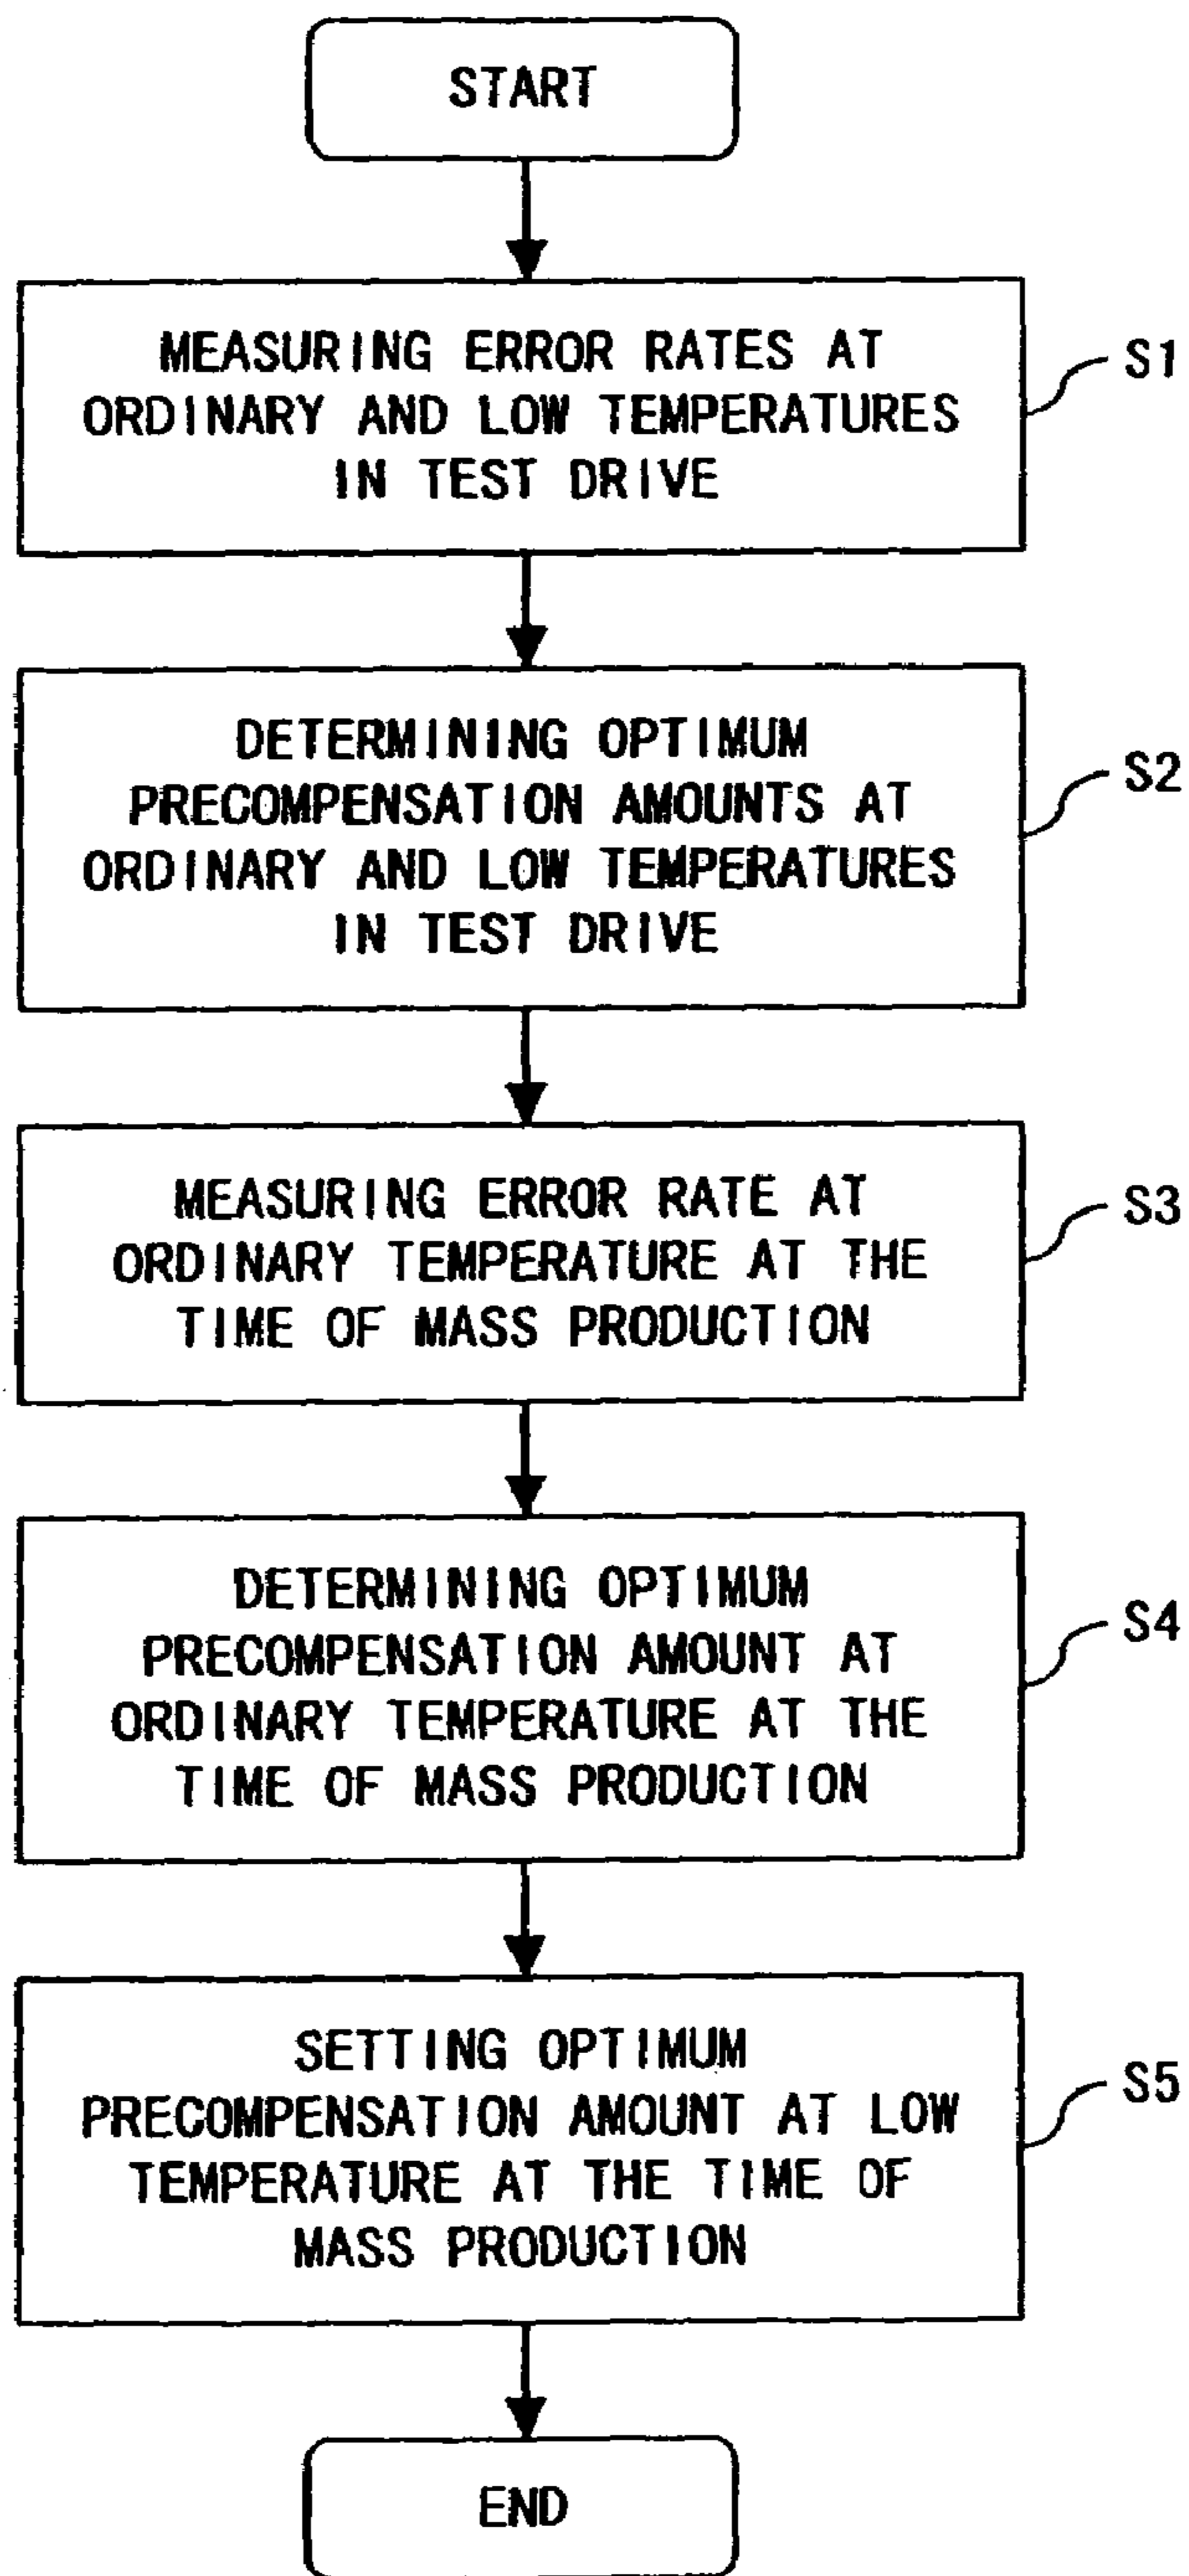 START
MEASURING ERROR RATES AT
ORDINARY AND LOW TEMPERATURES
IN TEST DRIVE
S1
DETERMINING OPTIMUM
PRECOMPENSATION AMOUNTS AT
ORDINARY AND LOW TEMPERATURES
IN TEST DRIVE
S2
MEASURING ERROR RATE AT
ORDINARY TEMPERATURE AT THE
TIME OF MASS PRODUCTION
S3
DETERMINING OPTIMUM
PRECOMPENSATION AMOUNT AT
ORDINARY TEMPERATURE AT THE
TIME OF MASS PRODUCTION
S4
SETTING OPTIMUM
PRECOMPENSATION AMOUNT AT LOW
TEMPERATURE AT THE TIME OF
MASS PRODUCTION
S5
END